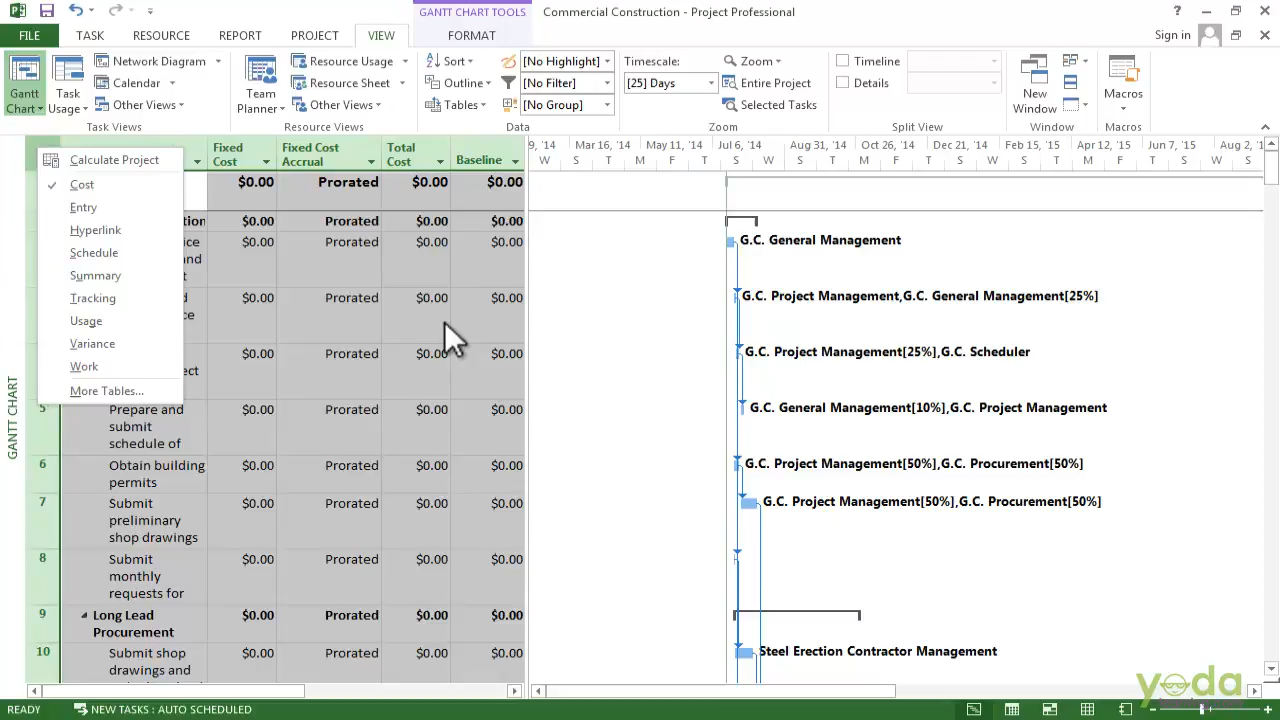 GANTT CHART TOOLS
Commercial Construction - Project Professional
FILE TASK RESOURCE REPORT PROJECT VIEW FORMAT Sign in
Gantt Chart
Task Usage
Network Diagram
Calendar
Other Views
Task Views
Team Planner
Resource Usage
Resource Sheet
Other Views
Resource Views
Sort
Outline
Tables
[No Highlight]
[No Filter]
[No Group]
Data
Timescale:
[25] Days
Zoom
Entire Project
Selected Tasks
Zoom
Timeline
Details
Split View
New Window
Window
Macros
Macros
Calculate Project
Cost
Entry
Hyperlink
Schedule
Summary
Tracking
Usage
Variance
Work
More Tables...
GANTT CHART
Fixed Cost Fixed Cost Accrual Total Cost Baseline
9, '14 Mar 16, '14 May 11, '14 Jul 6, '14 Aug 31, '14 Oct 26, '14 Dec 21, '14 Feb 15, '15 Apr 12, '15 Jun 7, '15 Aug 2,
W S T M F T S W S T M F T S W S T M F T S W S
$0.00 Prorated $0.00 $0.00
tion $0.00 Prorated $0.00 $0.00
ice $0.00 Prorated $0.00 $0.00 G.C. General Management
and
t
d $0.00 Prorated $0.00 $0.00 G.C. Project Management,G.C. General Management[25%]
ce
$0.00 Prorated $0.00 $0.00 G.C. Project Management[25%],G.C. Scheduler
ect
5 Prepare and $0.00 Prorated $0.00 $0.00 G.C. General Management[10%],G.C. Project Management
submit
schedule of
6 Obtain building $0.00 Prorated $0.00 $0.00 G.C. Project Management[50%],G.C. Procurement[50%]
permits
7 Submit $0.00 Prorated $0.00 $0.00 G.C. Project Management[50%],G.C. Procurement[50%]
preliminary
shop drawings
8 Submit $0.00 Prorated $0.00 $0.00
monthly
requests for
9 Long Lead $0.00 Prorated $0.00 $0.00
Procurement
10 Submit shop $0.00 Prorated $0.00 $0.00 Steel Erection Contractor Management
drawings and
yoda
READY NEW TASKS : AUTO SCHEDULED